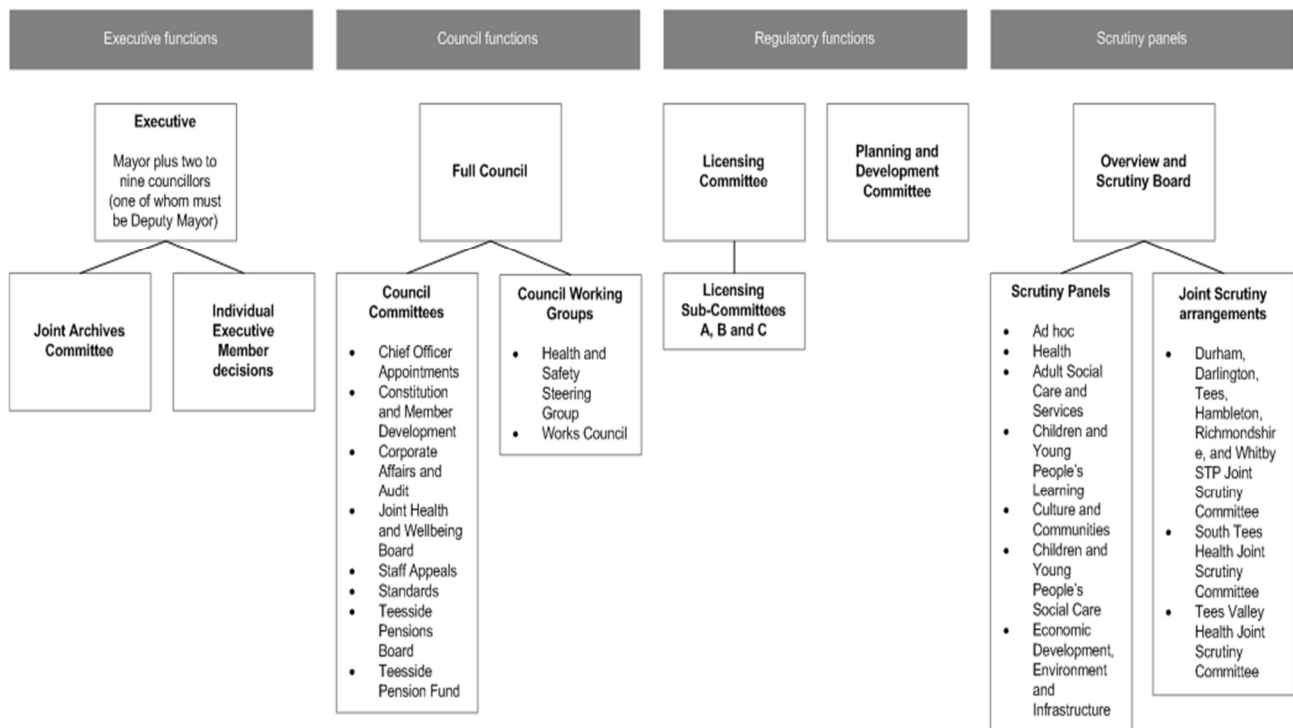 Executive functions
Council functions
Regulatory functions
Scrutiny panels
Executive
Mayor plus two to
nine councillors
(one of whom must
be Deputy Mayor)
Joint Archives
Committee
Individual
Executive
Member
decisions
Full Council
Council
Committees
• Chief Officer
Appointments
• Constitution
and Member
Development
• Corporate
Affairs and
Audit
• Joint Health
and Wellbeing
Board
• Staff Appeals
• Standards
• Teesside
Pensions
Board
• Teesside
Pension Fund
Council Working
Groups
• Health and
Safety
Steering
Group
• Works Council
Licensing
Committee
Licensing
Sub-Committees
A, B and C
Planning and
Development
Committee
Overview and
Scrutiny Board
Scrutiny Panels
• Ad hoc
• Health
• Adult Social
Care and
Services
• Children and
Young
People's
Learning
• Culture and
Communities
• Children and
Young
People's
Social Care
• Economic
Development,
Environment
and
Infrastructure
Joint Scrutiny
arrangements
• Durham,
Darlington,
Tees,
Hambleton,
Richmondshir
e, and Whitby
STP Joint
Scrutiny
Committee
• South Tees
Health Joint
Scrutiny
Committee
• Tees Valley
Health Joint
Scrutiny
Committee